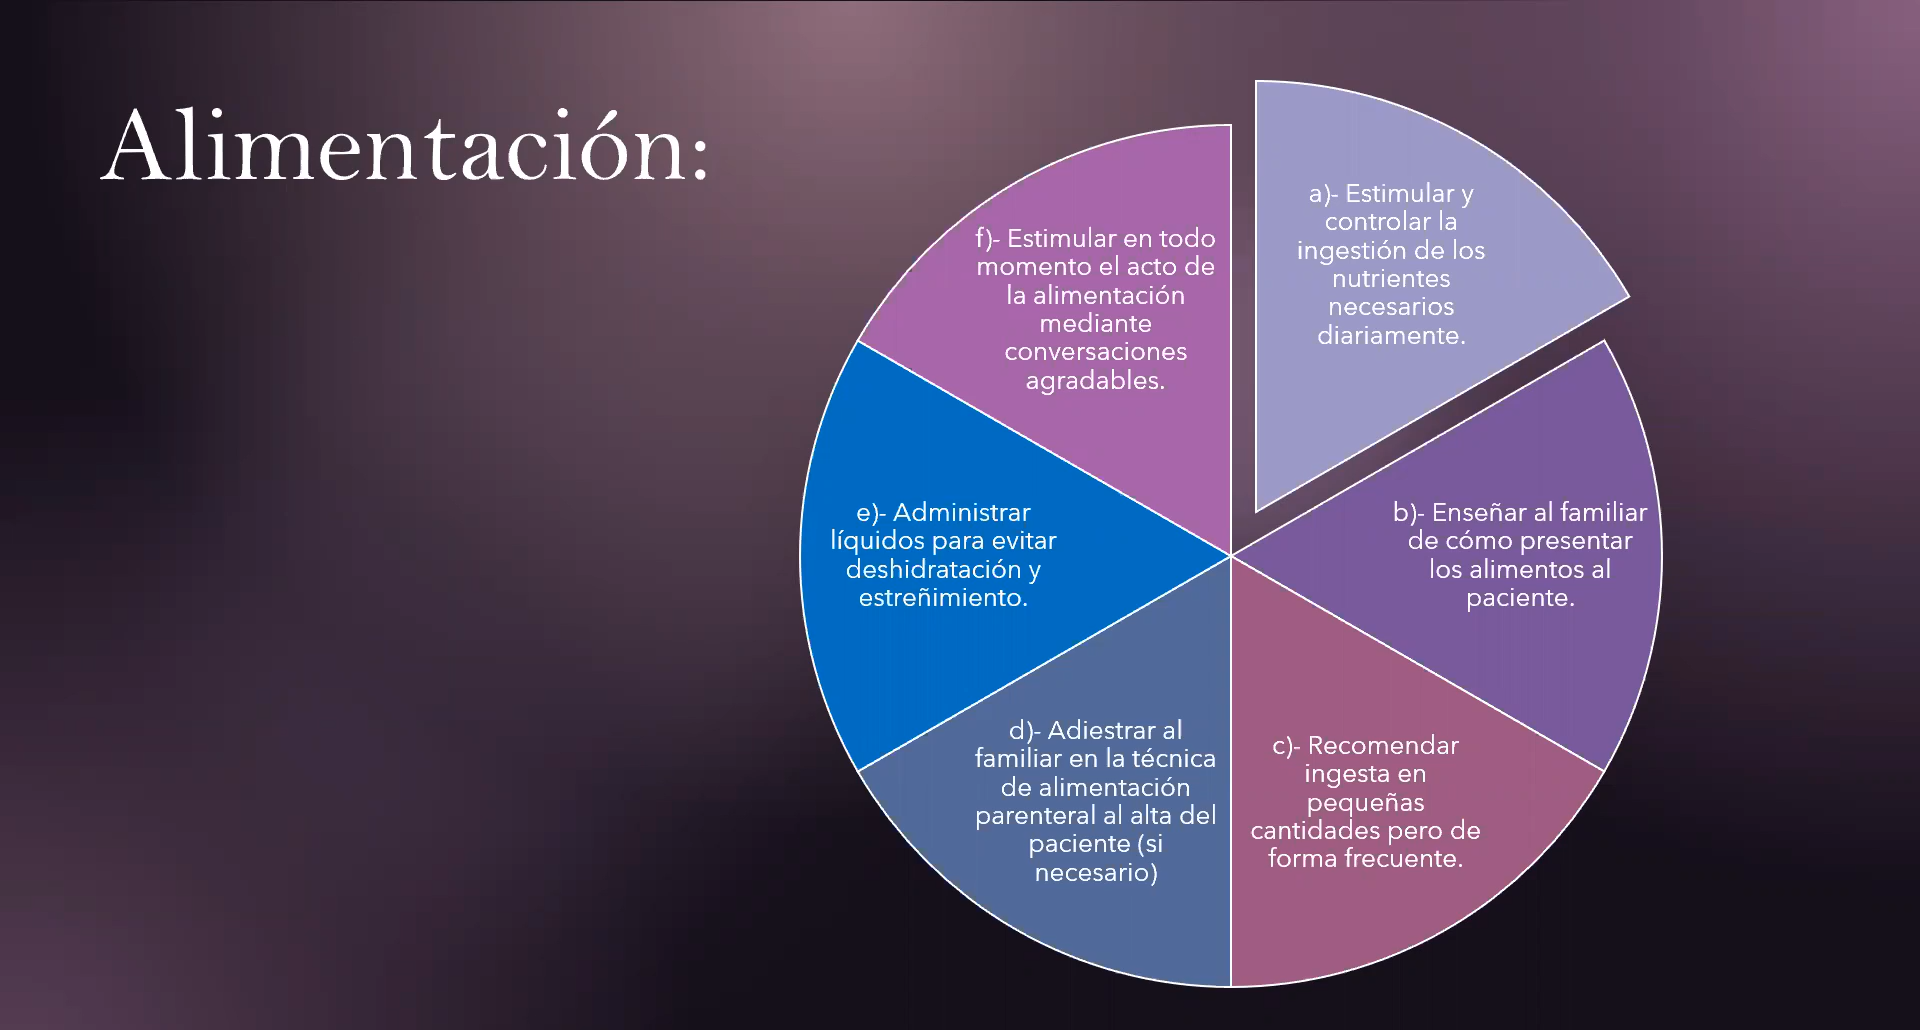 Alimentación:
a)- Estimular y
controlar la
ingestión de los
nutrientes
necesarios
diariamente.
b)- Enseñar al familiar
de cómo presentar
los alimentos al
paciente.
c)- Recomendar
ingesta en
pequeñas
cantidades pero de
forma frecuente.
d)- Adiestrar al
familiar en la técnica
de alimentación
parenteral al alta del
paciente (si
necesario)
e)- Administrar
líquidos para evitar
deshidratación y
estreñimiento.
f)- Estimular en todo
momento el acto de
la alimentación
mediante
conversaciones
agradables.